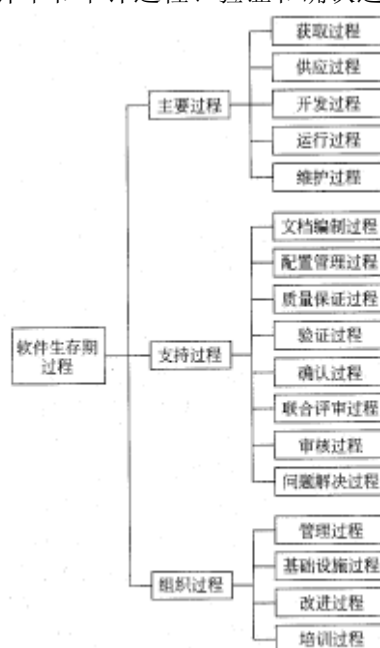 获取过程
供应过程
主要过程
开发过程
运行过程
维护过程
文档编制过程
配置管理过程
质量保证过程
验证过程
软件生存期
过程
支持过程
确认过程
联合评审过程
审核过程
问题解决过程
管理过程
基础设施过程
组织过程
改进过程
培训过程